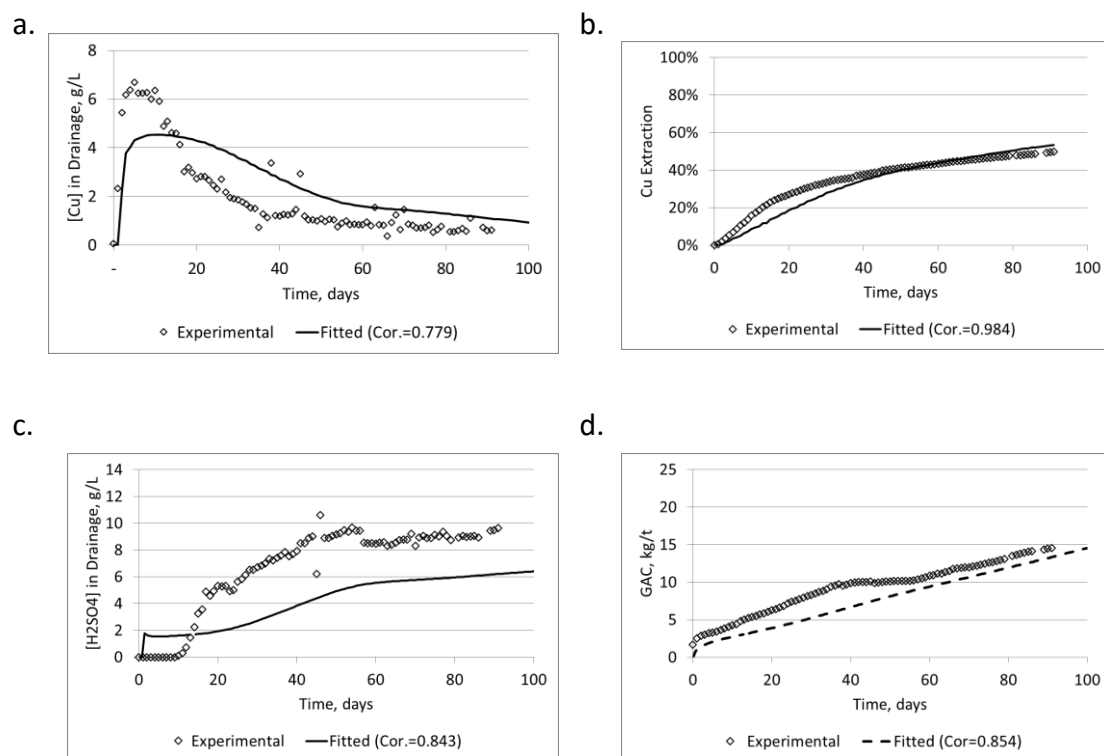 a.
[Cu] in Drainage, g/L
8
6
4
2
0
- 20 40 60 80 100
Time, days
Experimental Fitted (Cor.=0.779)
b.
Cu Extraction
100%
80%
60%
40%
20%
0%
0 20 40 60 80 100
Time, days
Experimental Fitted (Cor.=0.984)
c.
[H2SO4] in Drainage, g/L
14
12
10
8
6
4
2
0
0 20 40 60 80 100
Time, days
Experimental Fitted (Cor.=0.843)
d.
GAC, kg/t
25
20
15
10
5
0
0 20 40 60 80 100
Time, days
Experimental Fitted (Cor=0.854)